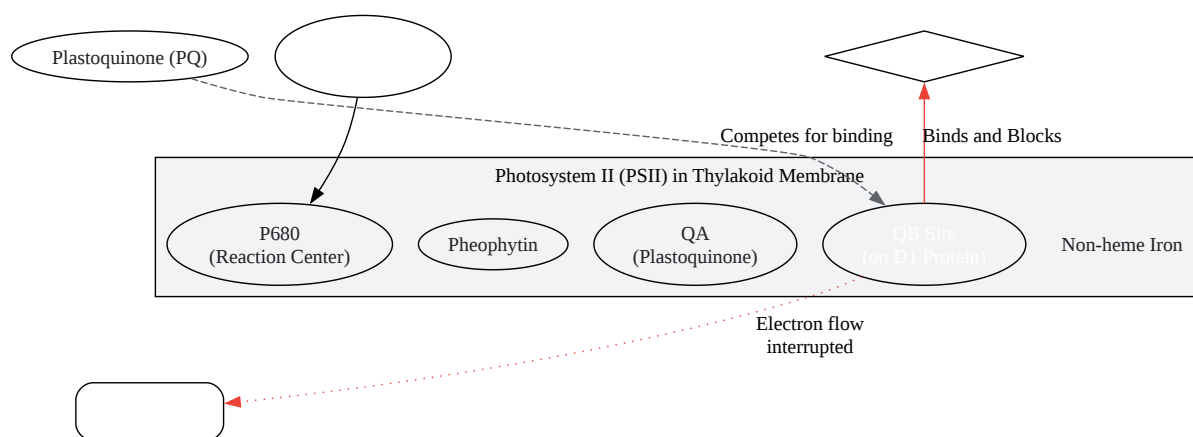 Plastoquinone (PQ)
Competes for binding
Binds and Blocks
Photosystem II (PSII) in Thylakoid Membrane
P680
(Reaction Center)
Pheophytin
QA
(Plastoquinone)
QB Site
(on D1 Protein)
Non-heme Iron
Electron flow
interrupted